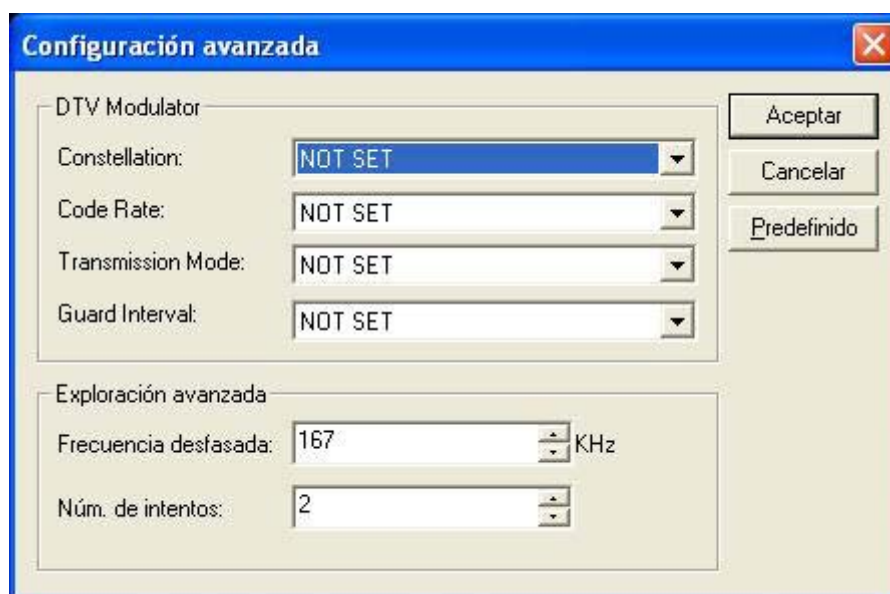 Configuración avanzada
DTV Modulator
Constellation: NOT SET
Code Rate: NOT SET
Transmission Mode: NOT SET
Guard Interval: NOT SET
Aceptar
Cancelar
Predefinido
Exploración avanzada
Frecuencia desfasada: 167 KHz
Núm. de intentos: 2